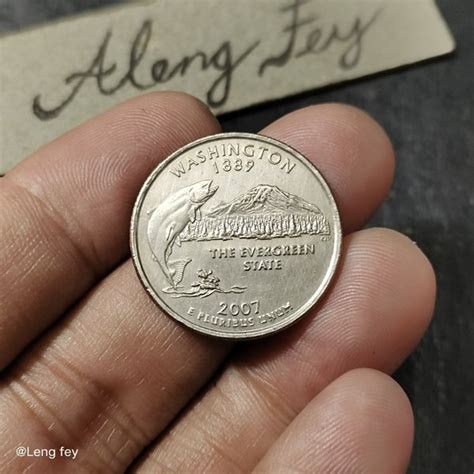 Aleng Fey
WASHINGTON
1889
THE EVERGREEN
STATE
2007
E PLURIBUS UNUM
@Leng fey